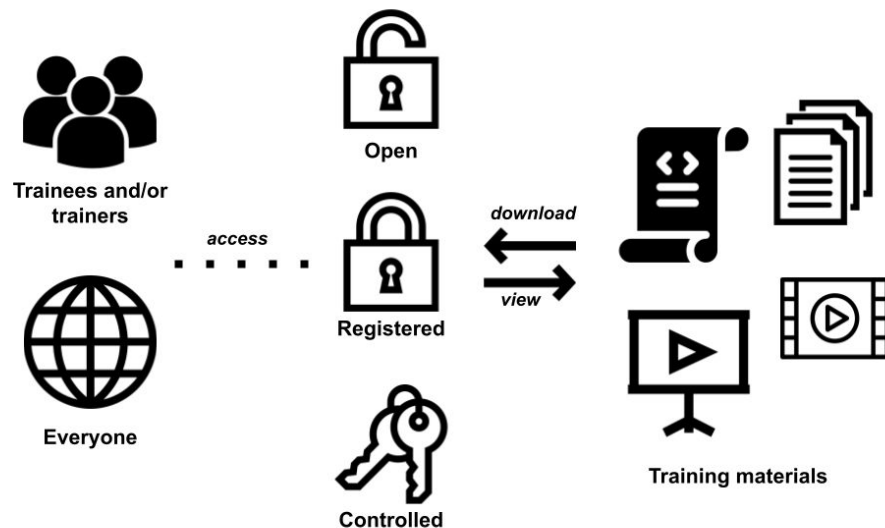 Trainees and/or
trainers
Everyone
access
Open
Registered
Controlled
download
view
Training materials